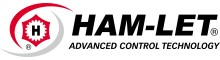 H
® HAM-LET®
ADVANCED CONTROL TECHNOLOGY